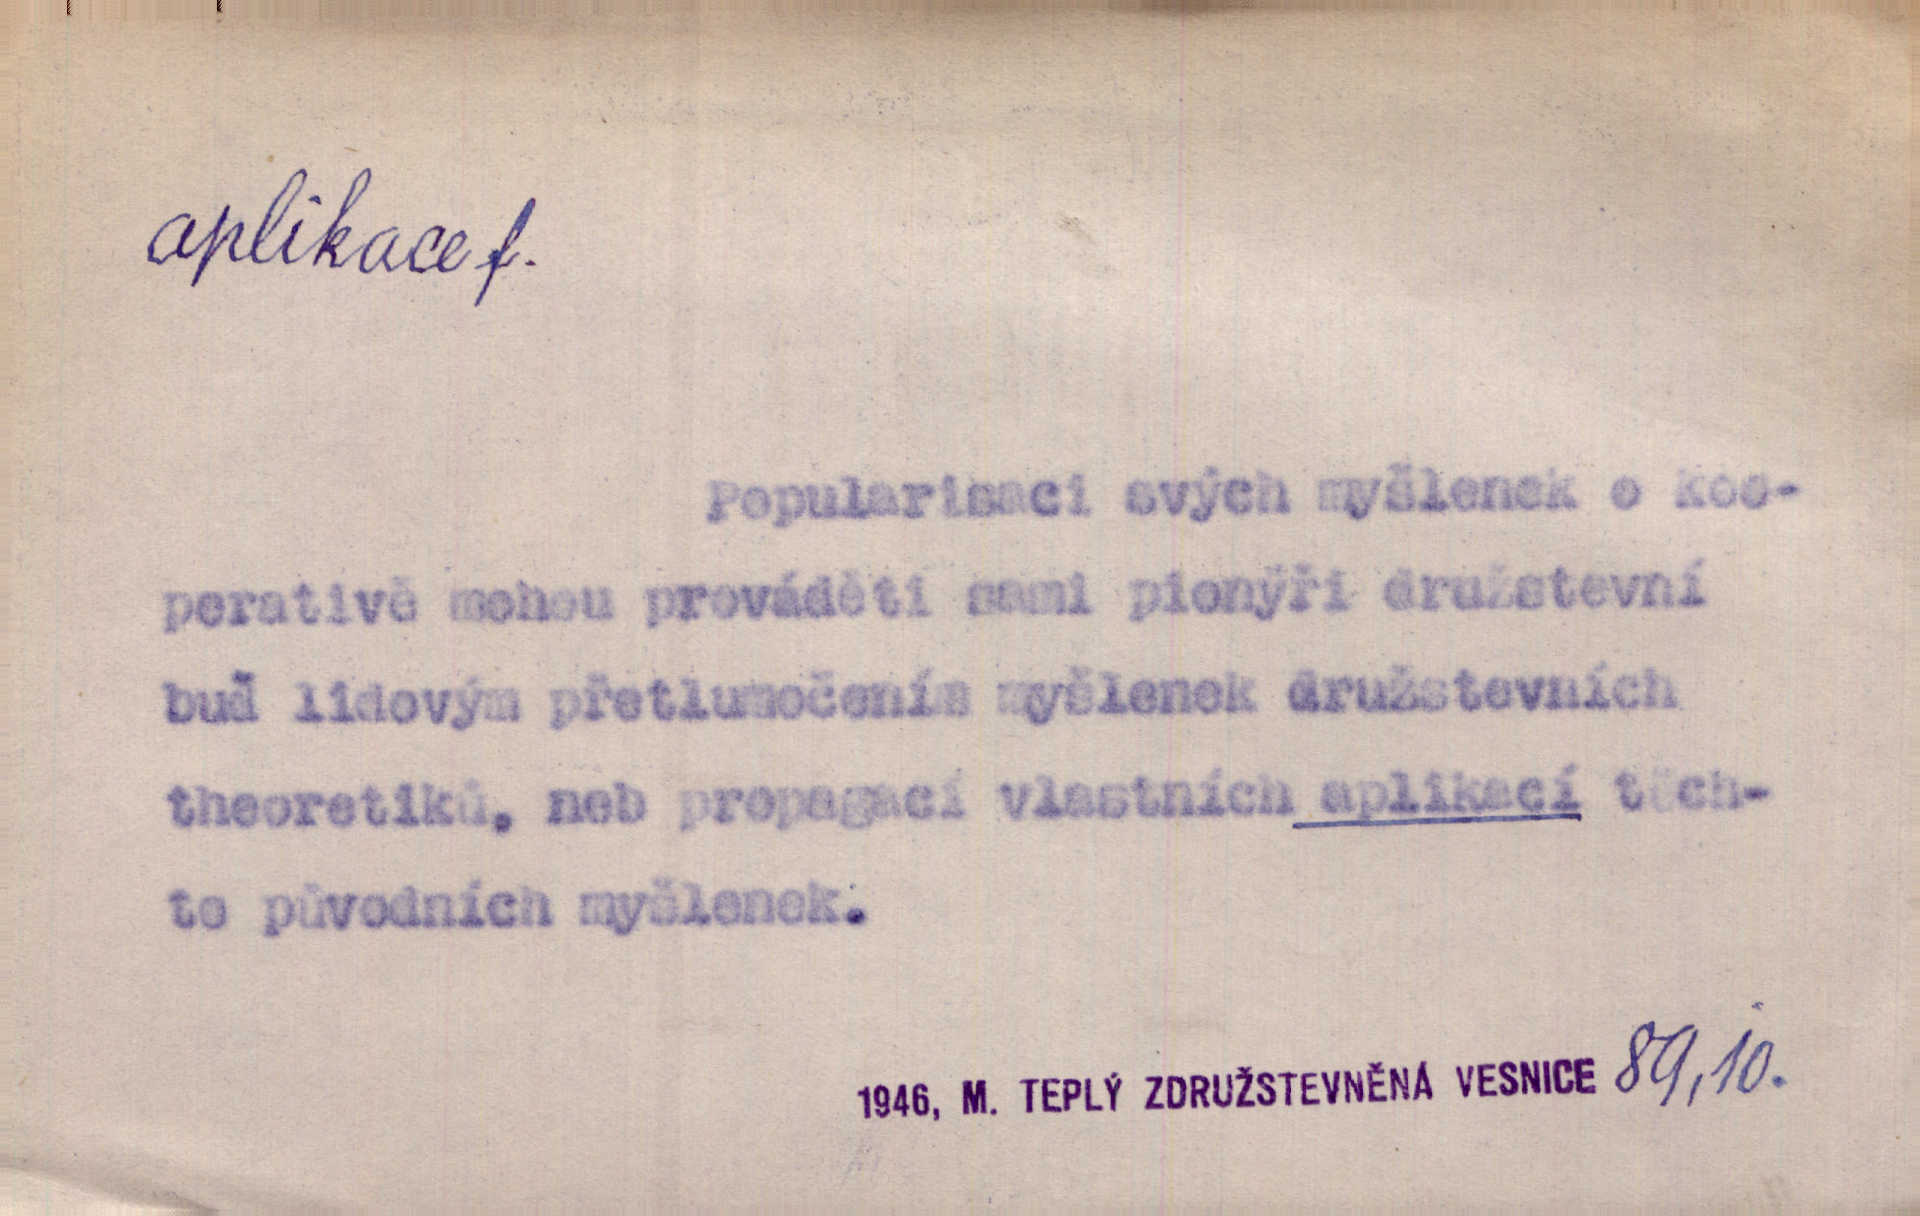 aplikace f.
Popularisaci svých myšlenek o koo-
perativě mohou prováděti sami pionýři družstevní
buď lidovým přetlumočením myšlenek družstevních
theoretiků, neb propagací vlastních aplikací těch-
to původních myšlenek.
1946, M. TEPLÝ ZDRUŽSTEVNĚNÁ VESNICE 89, 10.